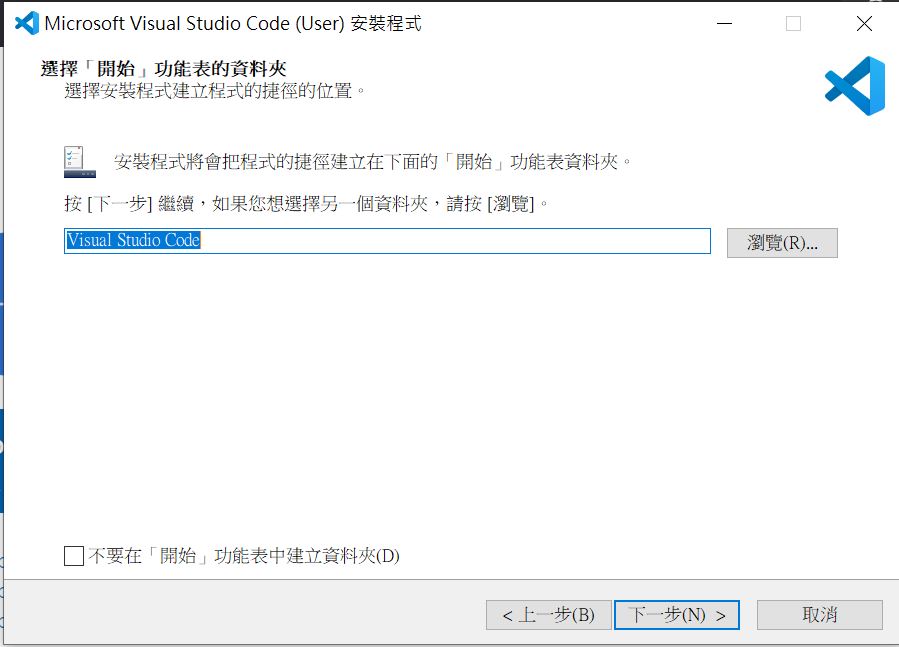 Microsoft Visual Studio Code (User) 安裝程式
選擇「開始」功能表的資料夾
選擇安裝程式建立程式的捷徑的位置。
安裝程式將會把程式的捷徑建立在下面的「開始」功能表資料夾。
按 [下一步] 繼續，如果您想選擇另一個資料夾，請按 [瀏覽]。
Visual Studio Code
瀏覽(R)...
不要在「開始」功能表中建立資料夾(D)
< 上一步(B)
下一步(N) >
取消